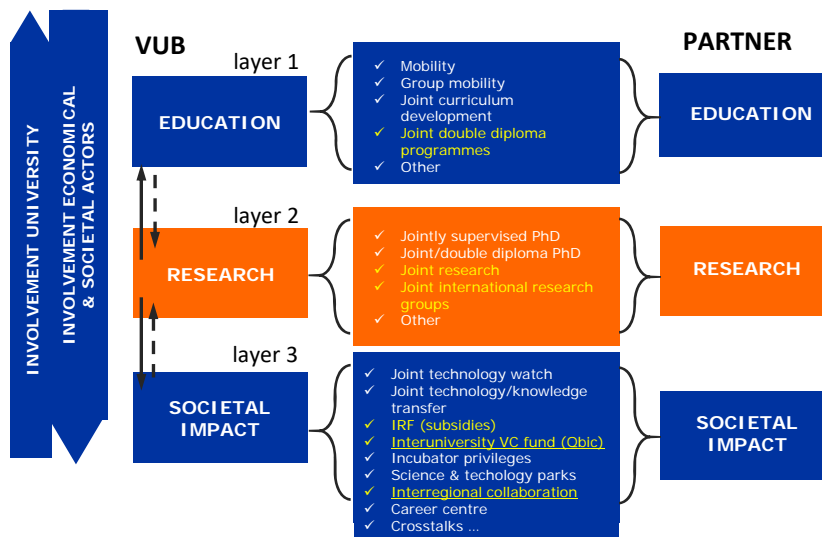 INVOLVEMENT UNIVERSITY
INVOLVEMENT ECONOMICAL
& SOCIETAL ACTORS
VUB
PARTNER
layer 1
EDUCATION
✓ Mobility
✓ Group mobility
✓ Joint curriculum
development
✓ Joint double diploma
programmes
✓ Other
EDUCATION
layer 2
RESEARCH
✓ Jointly supervised PhD
✓ Joint/double diploma PhD
✓ Joint research
✓ Joint international research
groups
✓ Other
RESEARCH
layer 3
SOCIETAL
IMPACT
✓ Joint technology watch
✓ Joint technology/knowledge
transfer
✓ IRF (subsidies)
✓ Interuniversity VC fund (Qbic)
✓ Incubator privileges
✓ Science & techology parks
✓ Interregional collaboration
✓ Career centre
✓ Crosstalks ...
SOCIETAL
IMPACT